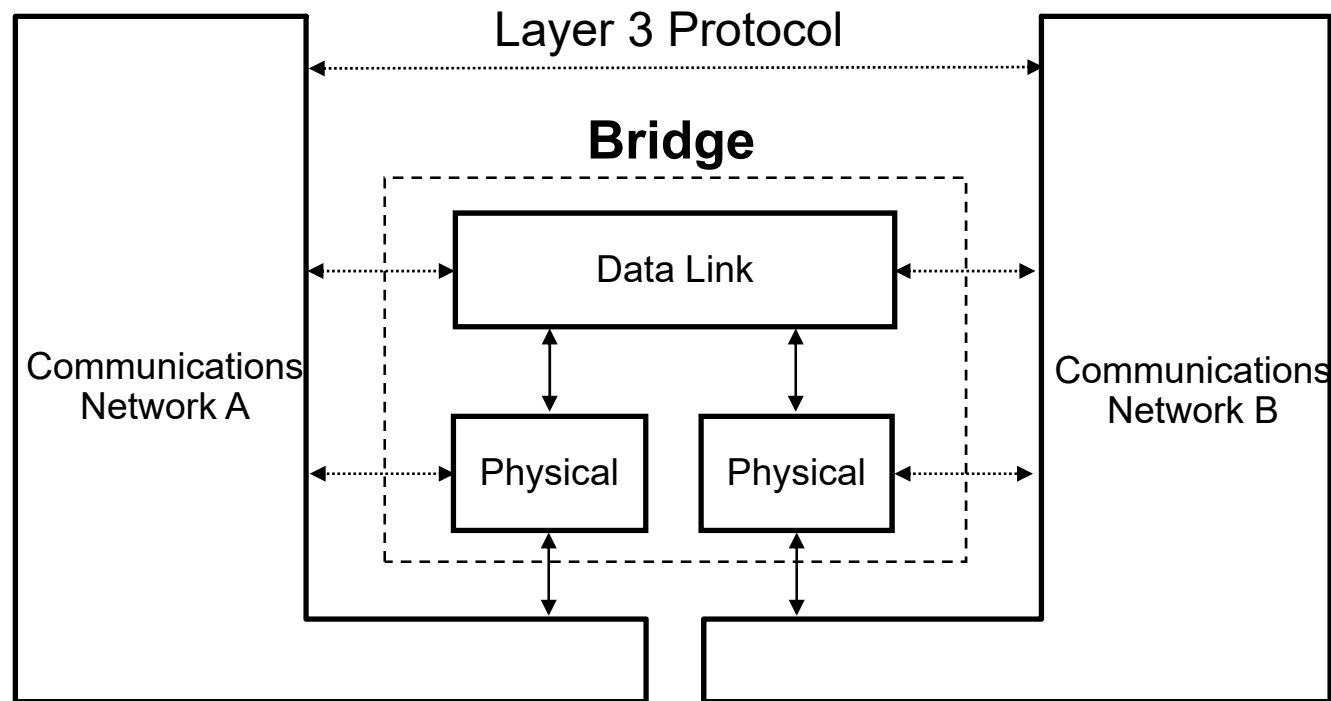 Layer 3 Protocol
Bridge
Data Link
Communications
Network A
Communications
Network B
Physical
Physical